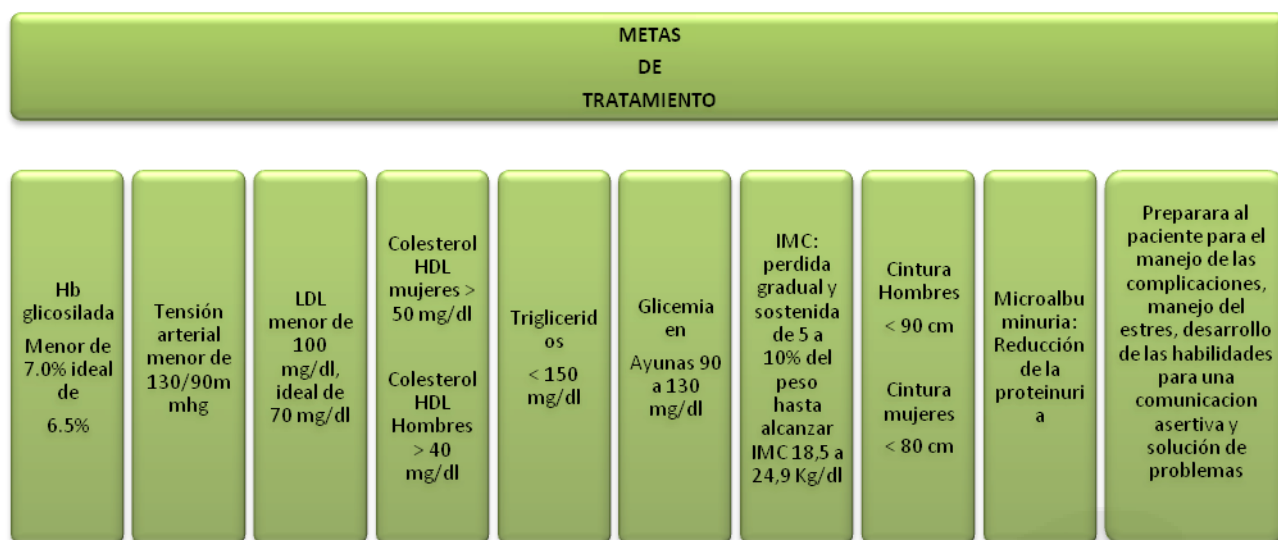 METAS
DE
TRATAMIENTO
Hb
glicosilada
Menor de
7.0% ideal
de
6.5%
Tensión
arterial
menor de
130/90m
mhg
LDL
menor de
100
mg/dl,
ideal de
70 mg/dl
Colesterol
HDL
mujeres >
50 mg/dl
Colesterol
HDL
Hombres
> 40
mg/dl
Triglicerid
os
< 150
mg/dl
Glicemia
en
Ayunas 90
a 130
mg/dl
IMC:
perdida
gradual y
sostenida
de 5 a
10% del
peso
hasta
alcanzar
IMC 18,5 a
24,9 Kg/dl
Cintura
Hombres
< 90 cm
Cintura
mujeres
< 80 cm
Microalbu
minuria:
Reducción
de la
proteinuri
a
Preparara al
paciente para el
manejo de las
complicaciones,
manejo del
estres, desarrollo
de las habilidades
para una
comunicacion
asertiva y
solución de
problemas